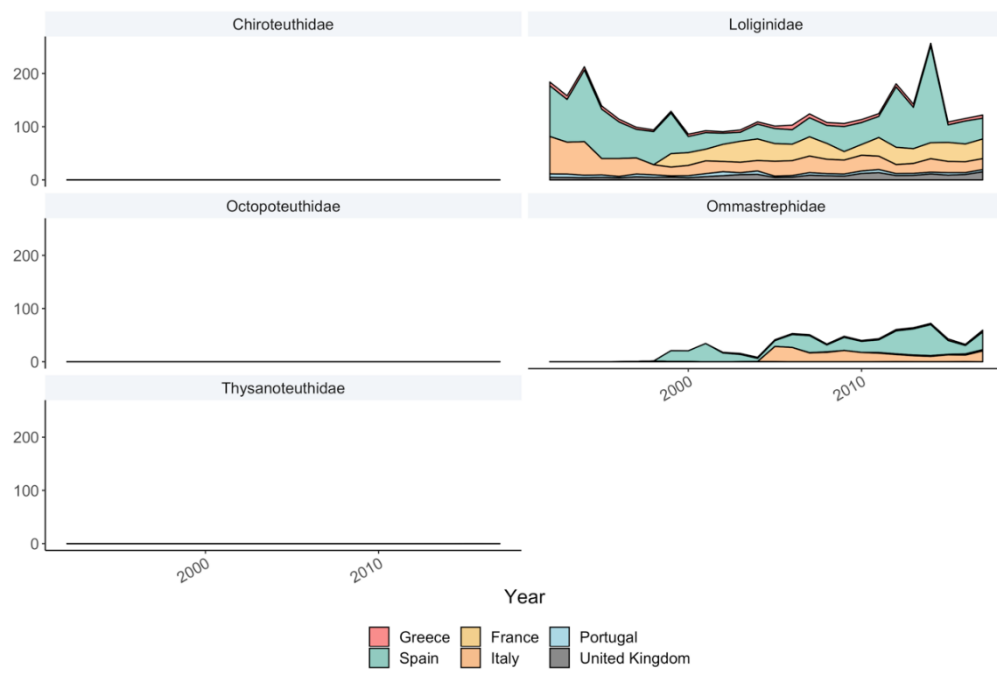 Chiroteuthidae
Loliginidae
200
100
0
Octopoteuthidae
Ommastrephidae
200
100
0
2000
2010
Thysanoteuthidae
200
100
0
2000
2010
Year
Greece France Portugal
Spain Italy United Kingdom